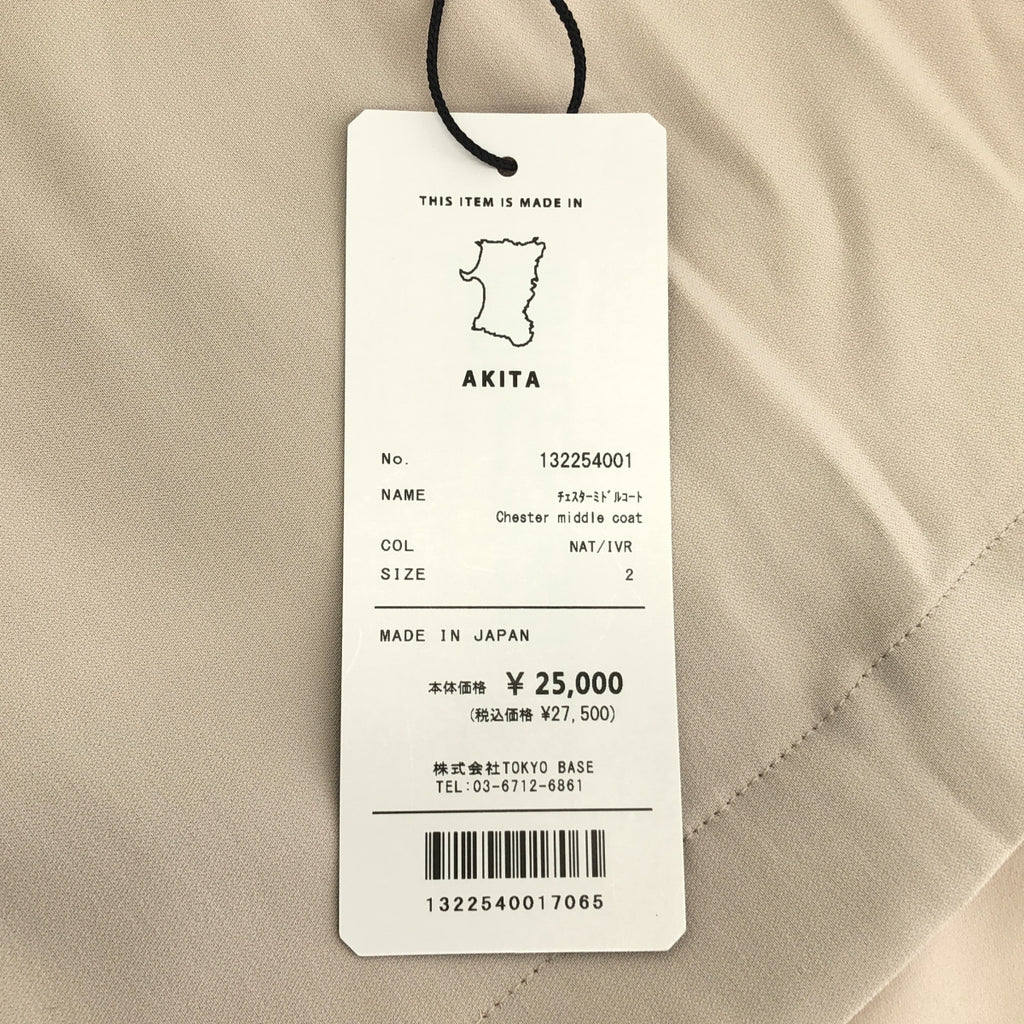 THIS ITEM IS MADE IN
AKITA
No. 132254001
NAME ﾁｪｽﾀｰﾐﾄﾞﾙｺｰﾄ
Chester middle coat
COL NAT/IVR
SIZE 2
MADE IN JAPAN
本体価格 ¥ 25,000
(税込価格 ¥27,500)
株式会社TOKYO BASE
TEL:03-6712-6861
1322540017065